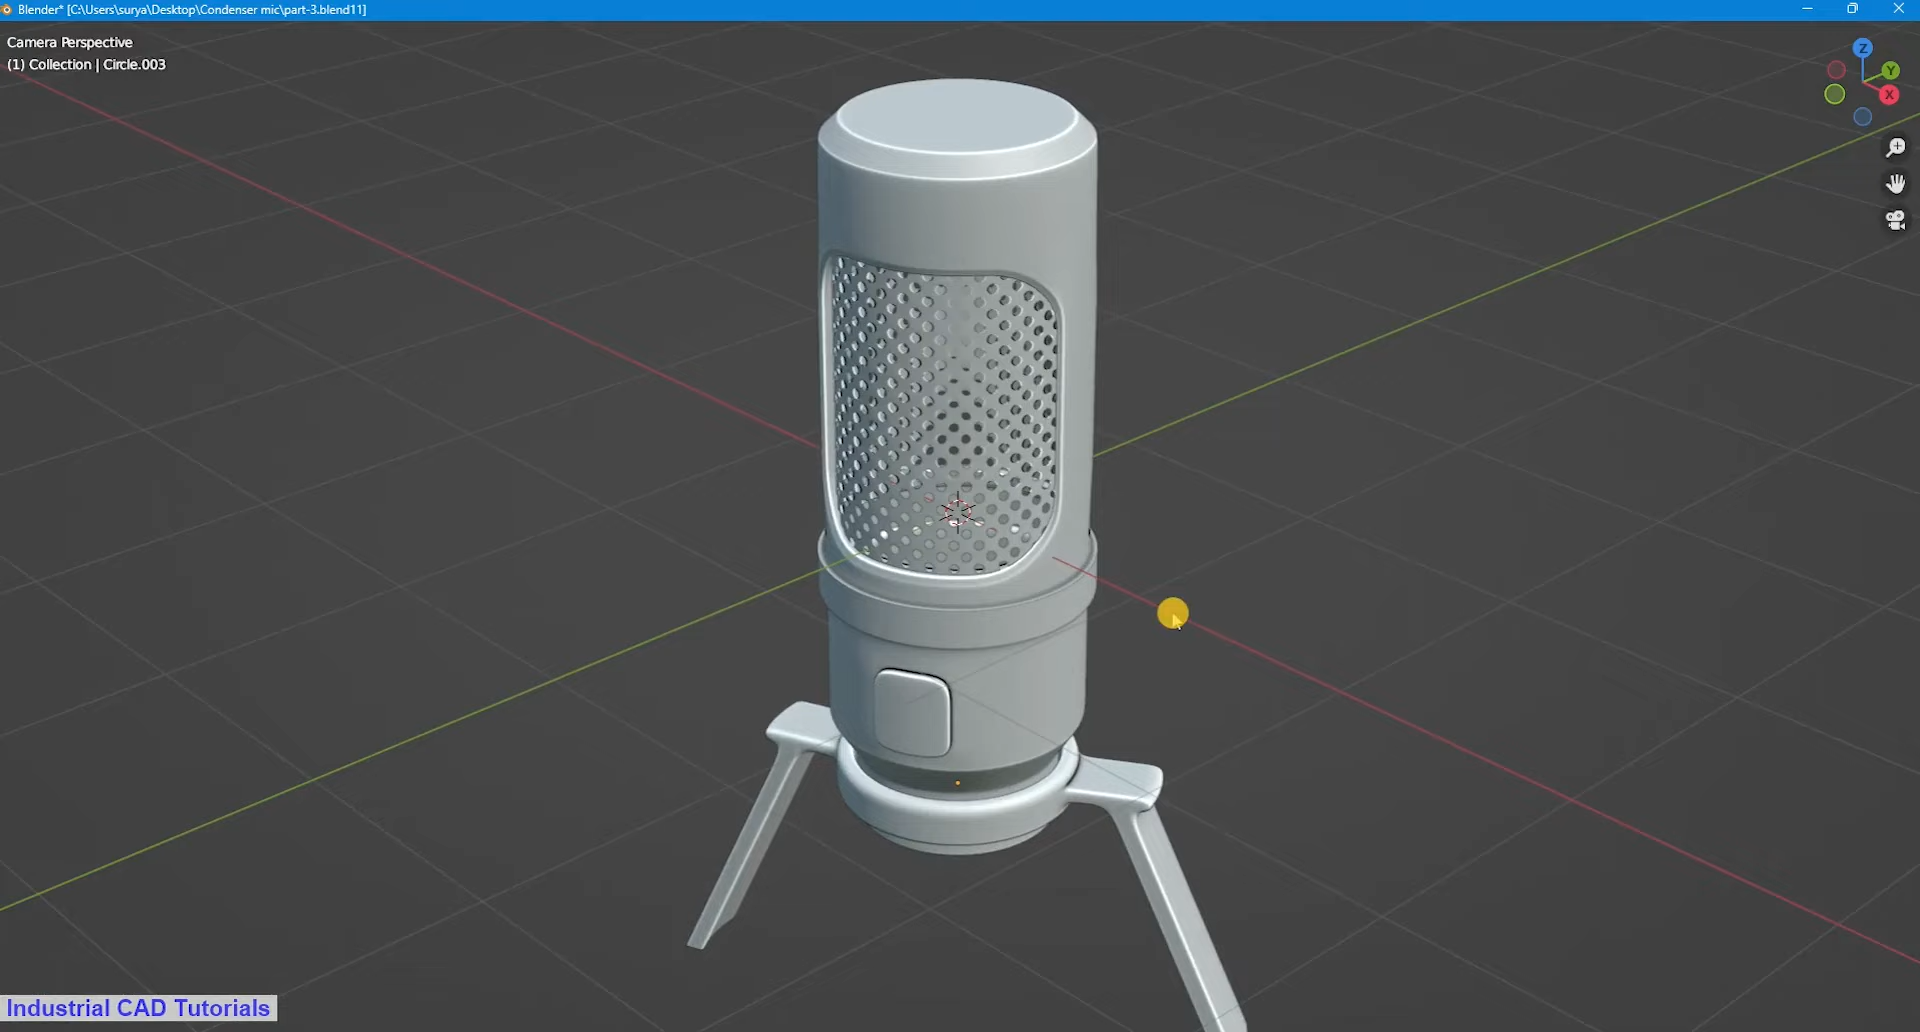 Blender* [C:\Users\surya\Desktop\Condenser mic\part-3.blend11]
Camera Perspective
(1) Collection | Circle.003
Z
Y
X
Industrial CAD Tutorials